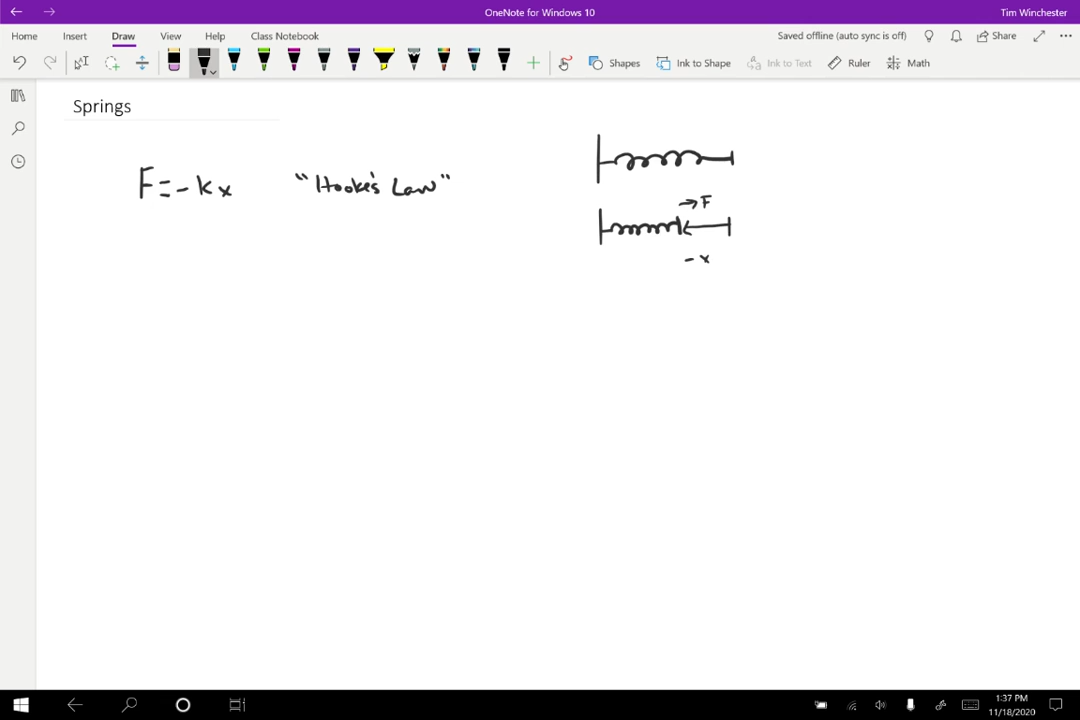 OneNote for Windows 10
Tim Winchester
Home Insert Draw View Help Class Notebook
Saved offline (auto sync is off) Share
Shapes Ink to Shape Ink to Text Ruler Math
Springs
F = -kx "Hooke's Law"
→F
-x
1:37 PM
11/18/2020